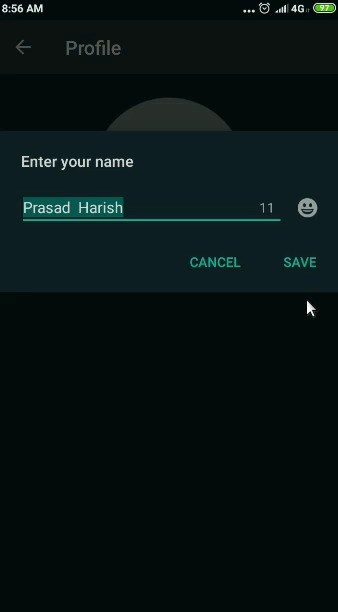 8:56 AM ... 4G 97
Profile
Enter your name
Prasad  Harish 11
CANCEL SAVE